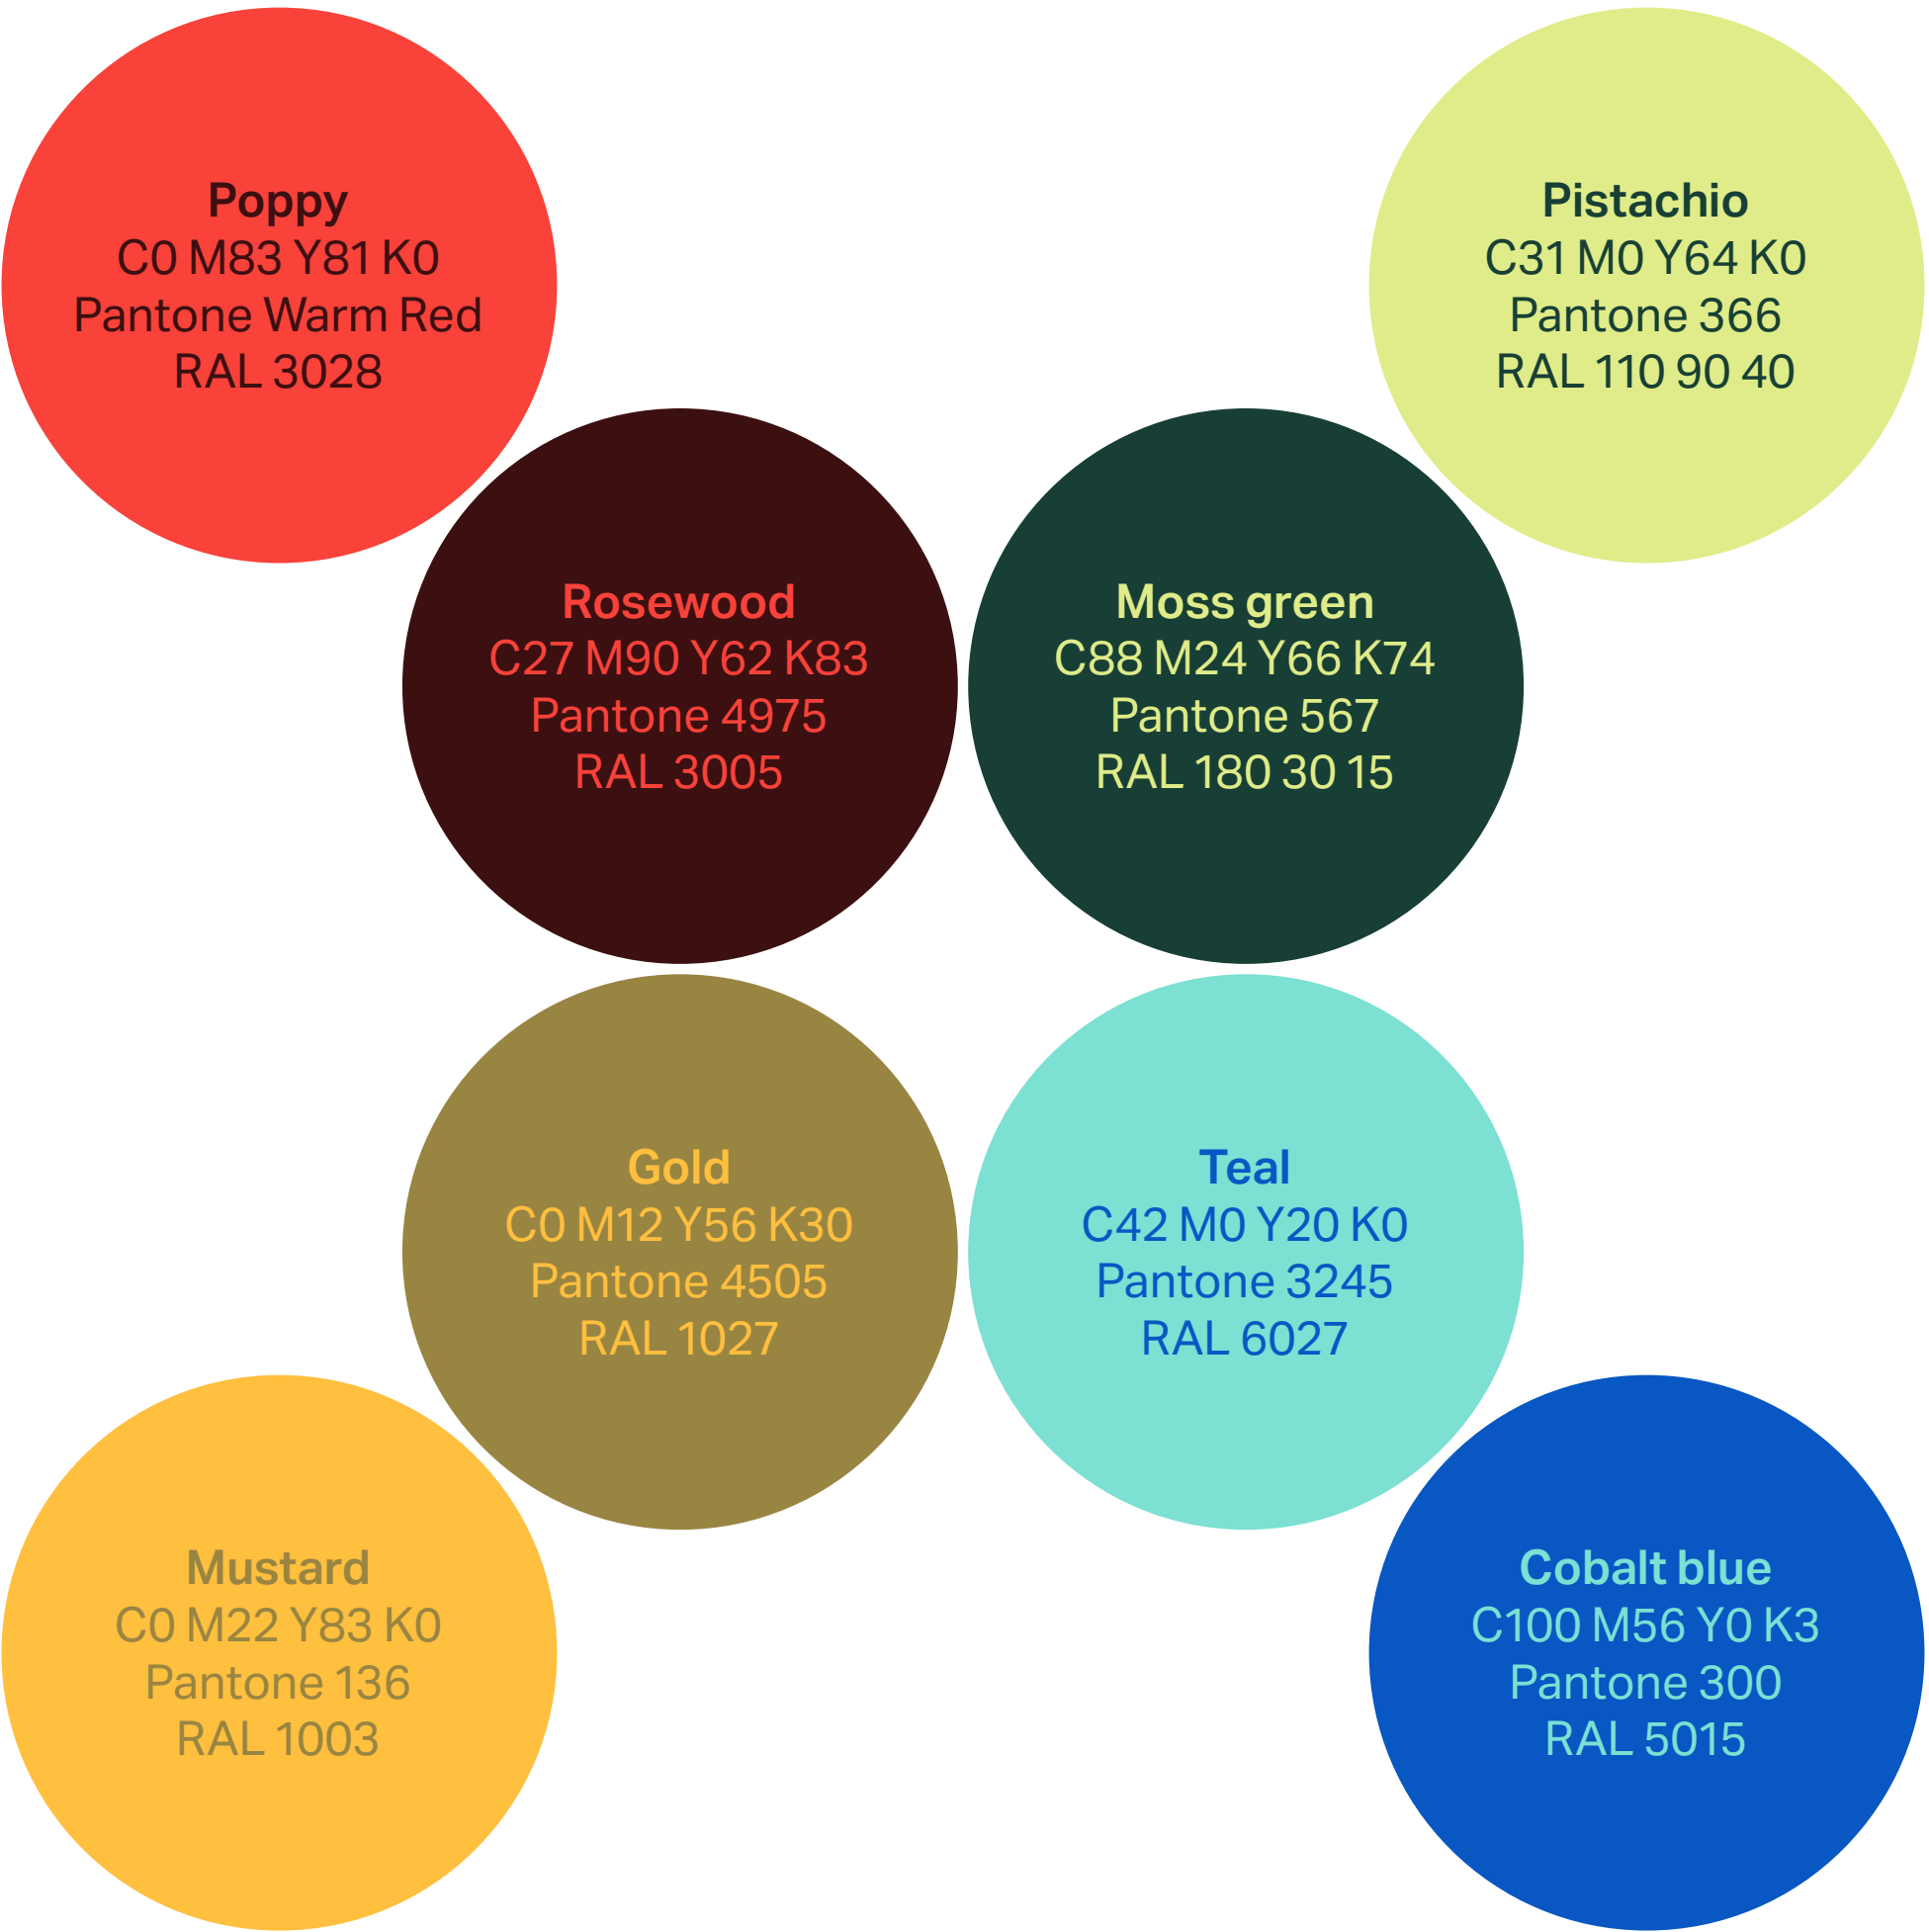 Poppy
C0 M83 Y81 K0
Pantone Warm Red
RAL 3028
Pistachio
C31 M0 Y64 K0
Pantone 366
RAL 110 90 40
Rosewood
C27 M90 Y62 K83
Pantone 4975
RAL 3005
Moss green
C88 M24 Y66 K74
Pantone 567
RAL 180 30 15
Gold
C0 M12 Y56 K30
Pantone 4505
RAL 1027
Teal
C42 M0 Y20 K0
Pantone 3245
RAL 6027
Mustard
C0 M22 Y83 K0
Pantone 136
RAL 1003
Cobalt blue
C100 M56 Y0 K3
Pantone 300
RAL 5015